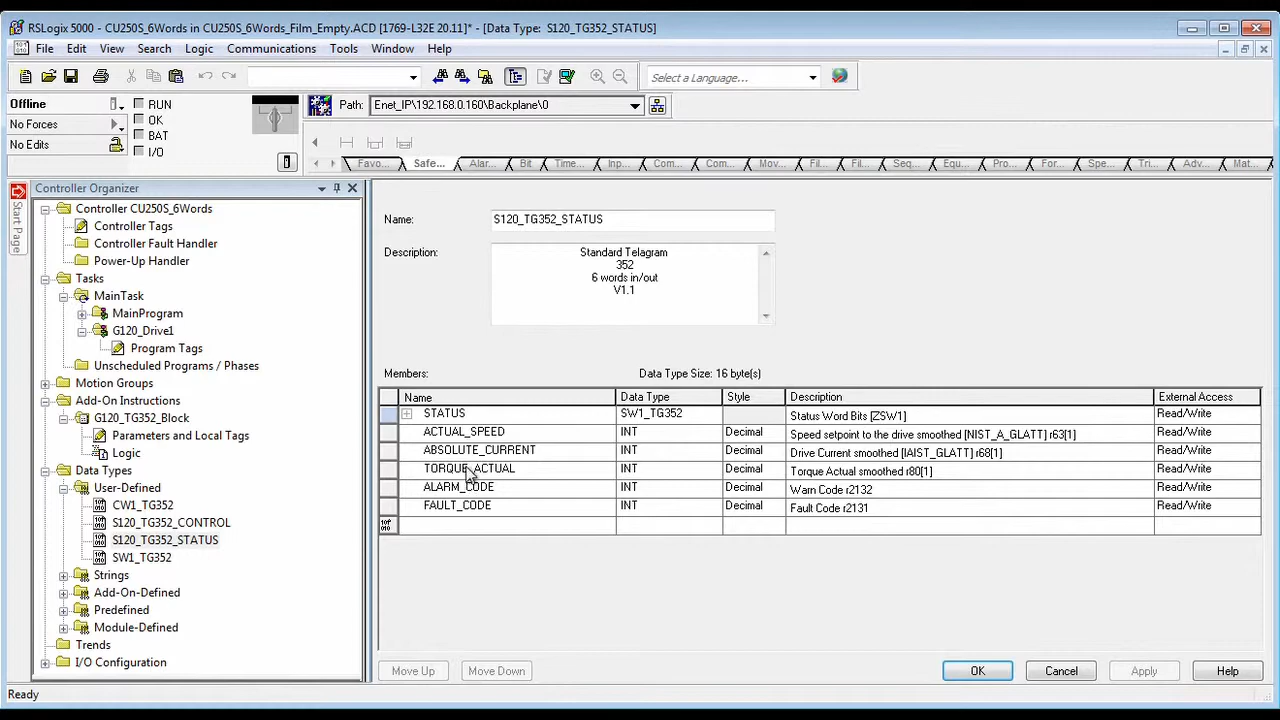 RSLogix 5000 - CU250S_6Words in CU250S_6Words_Film_Empty.ACD [1769-L32E 20.11]* - [Data Type: S120_TG352_STATUS]
File Edit View Search Logic Communications Tools Window Help
Select a Language...
Offline
RUN
Path: Enet_IP\192.168.0.160\Backplane\0
No Forces
OK
No Edits
BAT
I/O
Favo... Safe... Alar... Bit Time... Inp... Com... Com... Mov... Fil... Fil... Seq... Equ... Pro... For... Spe... Tri... Adv... Mat...
Start Page
Controller Organizer
Controller CU250S_6Words
Controller Tags
Controller Fault Handler
Power-Up Handler
Tasks
MainTask
MainProgram
G120_Drive1
Program Tags
Unscheduled Programs / Phases
Motion Groups
Add-On Instructions
G120_TG352_Block
Parameters and Local Tags
Logic
Data Types
User-Defined
CW1_TG352
S120_TG352_CONTROL
S120_TG352_STATUS
SW1_TG352
Strings
Add-On-Defined
Predefined
Module-Defined
Trends
I/O Configuration
Name: S120_TG352_STATUS
Description: Standard Telagram
352
6 words in/out
V1.1
Members: Data Type Size: 16 byte(s)
Name Data Type Style Description External Access
STATUS SW1_TG352 Status Word Bits [ZSW1] Read/Write
ACTUAL_SPEED INT Decimal Speed setpoint to the drive smoothed [NIST_A_GLATT] r63[1] Read/Write
ABSOLUTE_CURRENT INT Decimal Drive Current smoothed [IAIST_GLATT] r68[1] Read/Write
TORQUE_ACTUAL INT Decimal Torque Actual smoothed r80[1] Read/Write
ALARM_CODE INT Decimal Warn Code r2132 Read/Write
FAULT_CODE INT Decimal Fault Code r2131 Read/Write
Move Up Move Down OK Cancel Apply Help
Ready